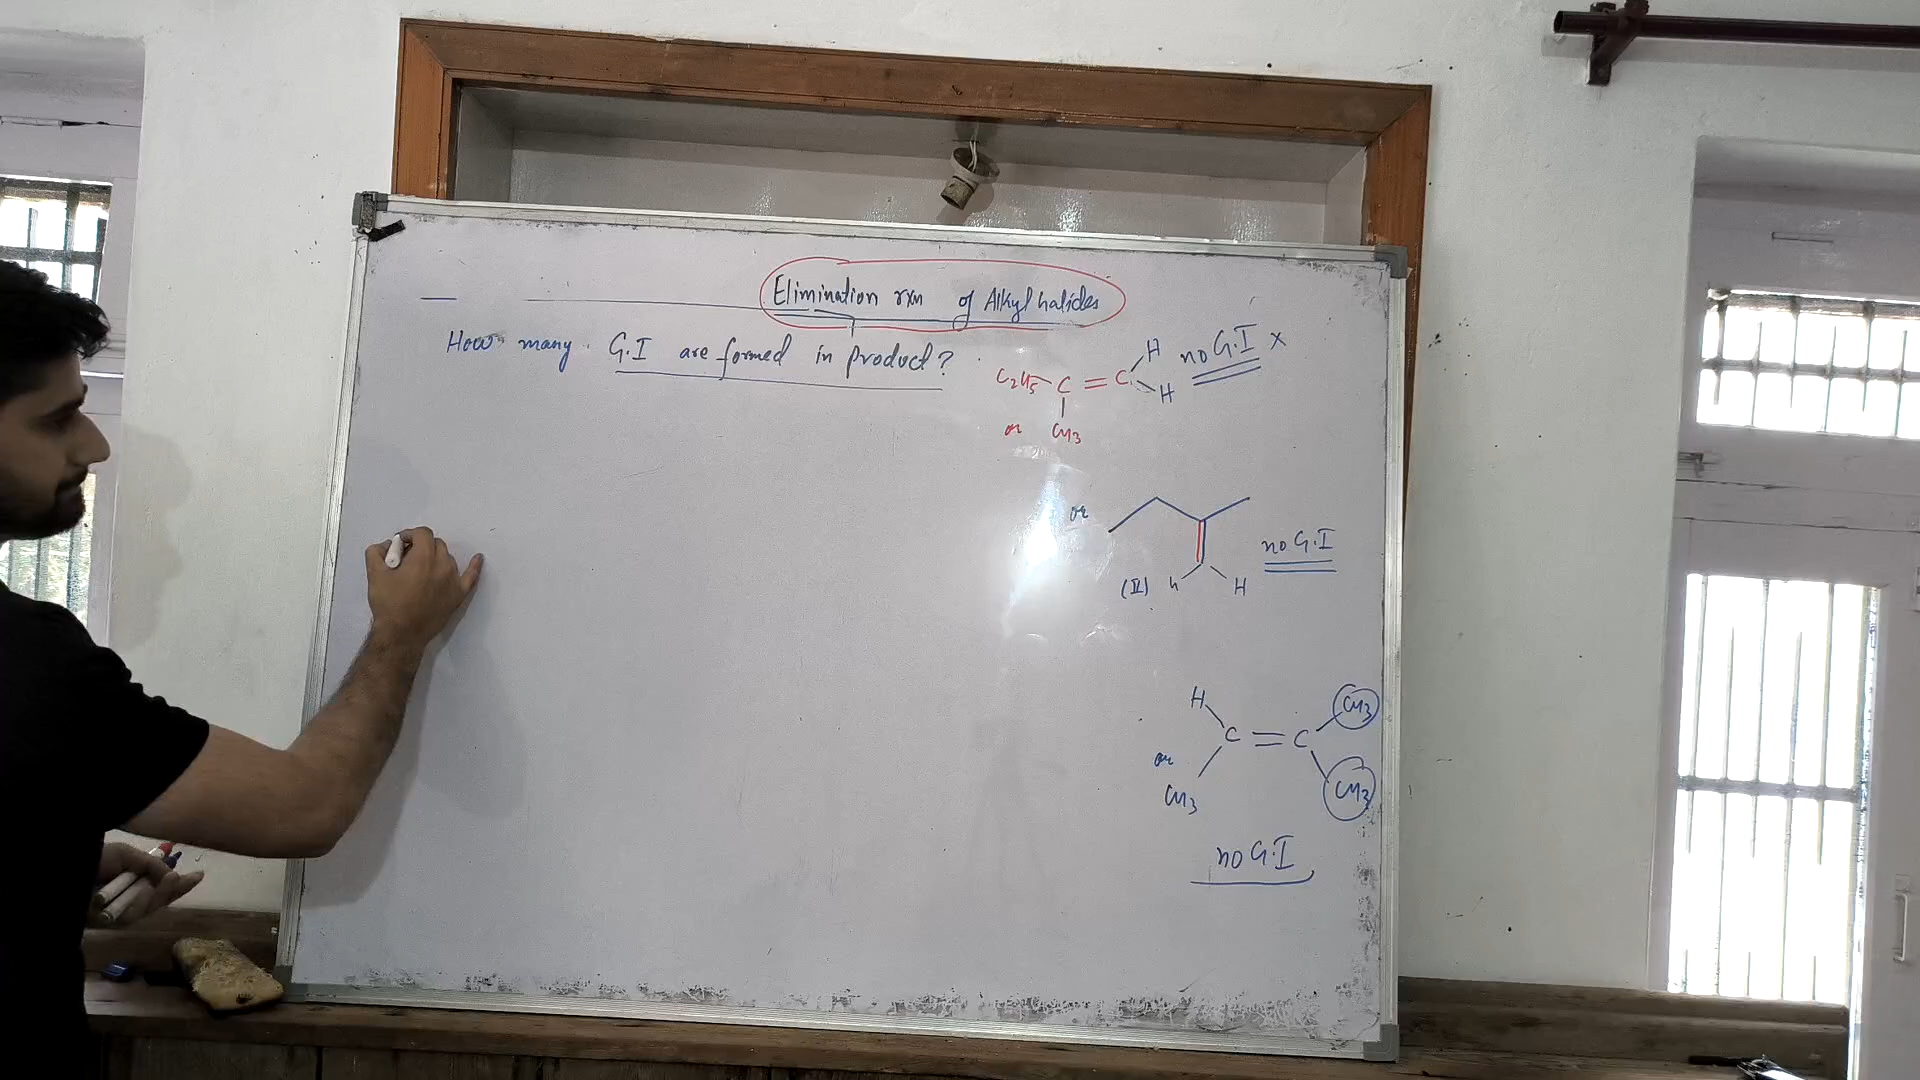 Elimination rxn of Alkyl halides
How many G.I are formed in product?
H
no G.I x
C2H5 C = C
H
or CH3
or
no G.I
(II) H H
H CH3
C = C
or
CH3 CH3
no G.I